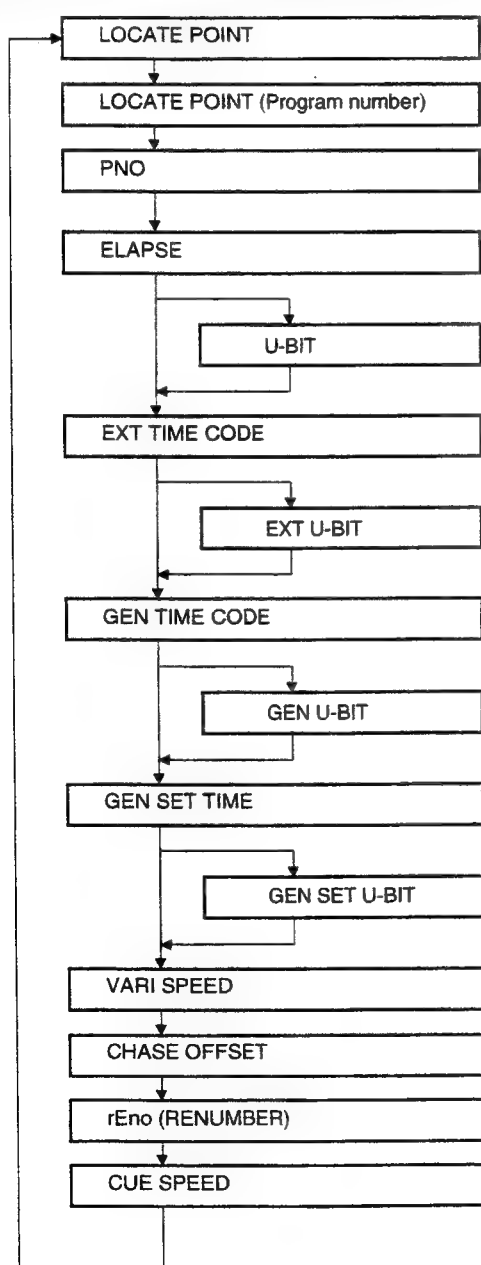 LOCATE POINT
LOCATE POINT (Program number)
PNO
ELAPSE
U-BIT
EXT TIME CODE
EXT U-BIT
GEN TIME CODE
GEN U-BIT
GEN SET TIME
GEN SET U-BIT
VARI SPEED
CHASE OFFSET
rEno (RENUMBER)
CUE SPEED